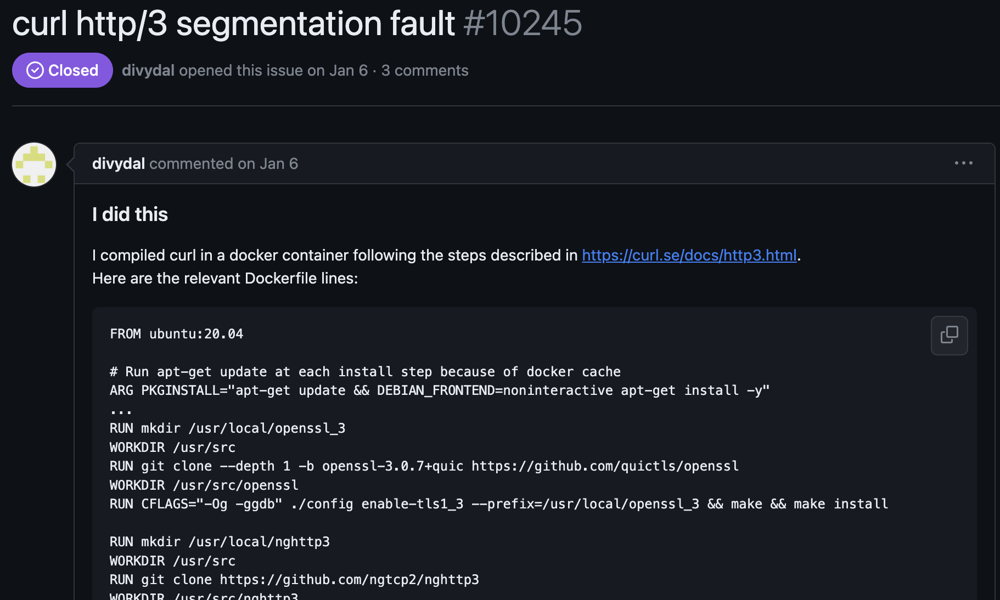 curl http/3 segmentation fault #10245
Closed divydal opened this issue on Jan 6 · 3 comments
divydal commented on Jan 6
I did this
I compiled curl in a docker container following the steps described in https://curl.se/docs/http3.html.
Here are the relevant Dockerfile lines:
FROM ubuntu:20.04
# Run apt-get update at each install step because of docker cache
ARG PKGINSTALL="apt-get update && DEBIAN_FRONTEND=noninteractive apt-get install -y"
...
RUN mkdir /usr/local/openssl_3
WORKDIR /usr/src
RUN git clone --depth 1 -b openssl-3.0.7+quic https://github.com/quictls/openssl
WORKDIR /usr/src/openssl
RUN CFLAGS="-Og -ggdb" ./config enable-tls1_3 --prefix=/usr/local/openssl_3 && make && make install
RUN mkdir /usr/local/nghttp3
WORKDIR /usr/src
RUN git clone https://github.com/ngtcp2/nghttp3
WORKDIR /usr/src/nghttp3